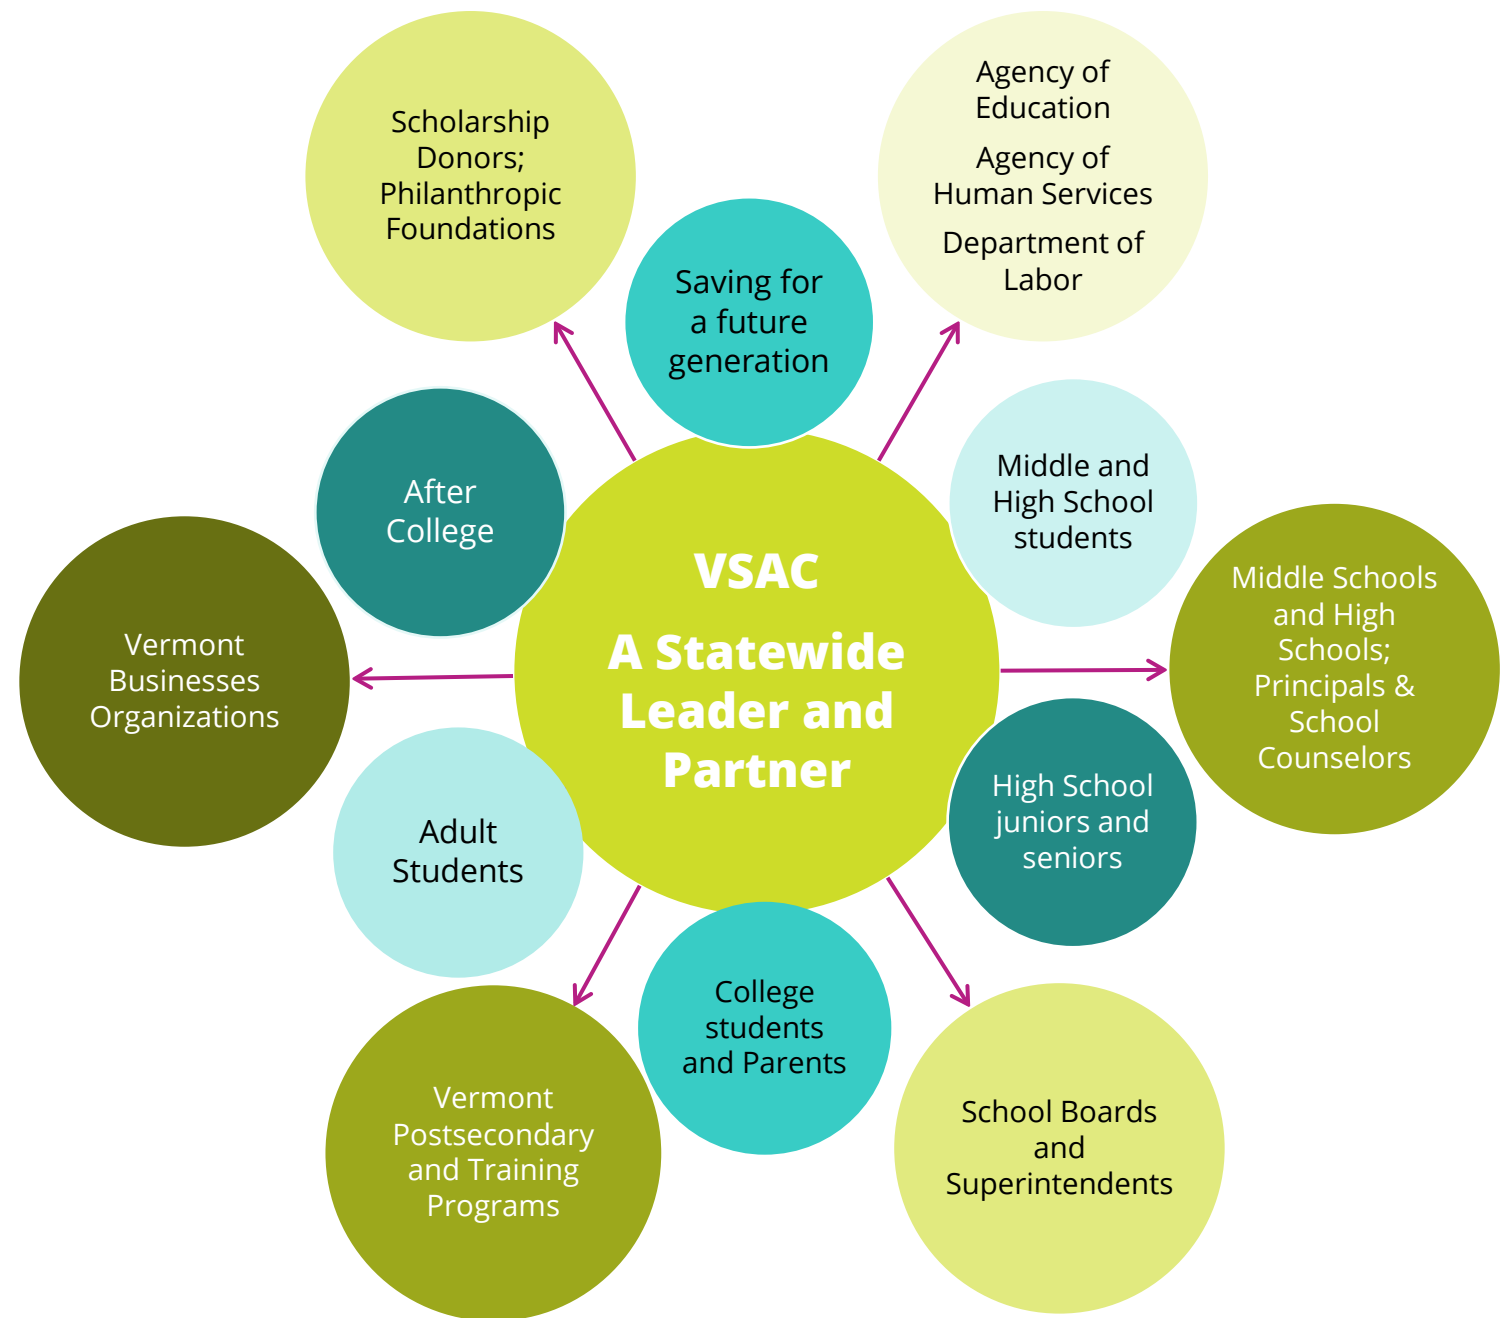 Scholarship
Donors;
Philanthropic
Foundations
Agency of
Education
Agency of
Human Services
Department of
Labor
Saving for
a future
generation
After
College
Middle and
High School
students
VSAC
A Statewide
Leader and
Partner
Vermont
Businesses
Organizations
Middle Schools
and High
Schools;
Principals &
School
Counselors
Adult
Students
High School
juniors and
seniors
College
students
and Parents
Vermont
Postsecondary
and Training
Programs
School Boards
and
Superintendents